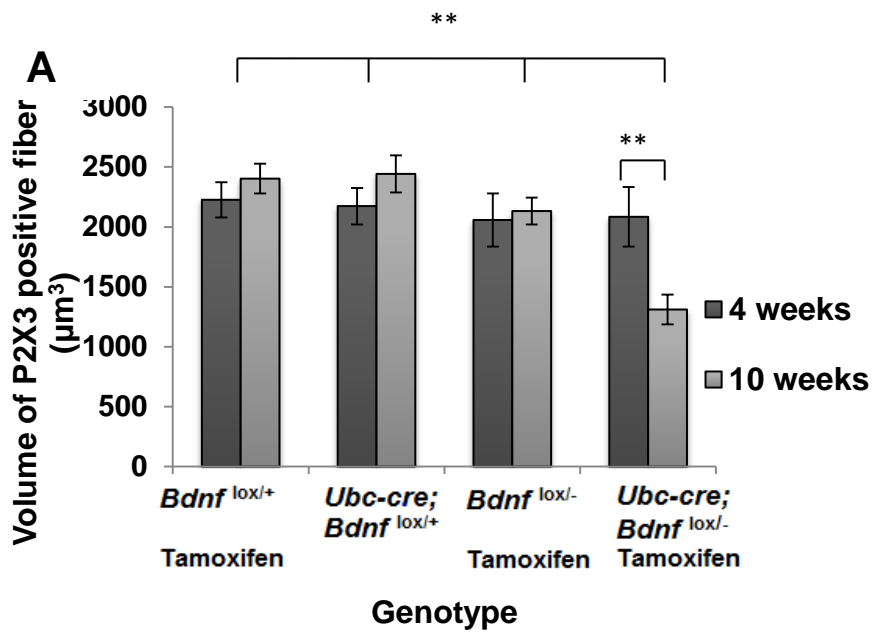 **
A
3000
2500
2000
1500
1000
500
0
Volume of P2X3 positive fiber
(µm³)
**
4 weeks
10 weeks
Bdnf lox/+
Tamoxifen
Ubc-cre;
Bdnf lox/+
Bdnf lox/-
Tamoxifen
Ubc-cre;
Bdnf lox/-
Tamoxifen
Genotype